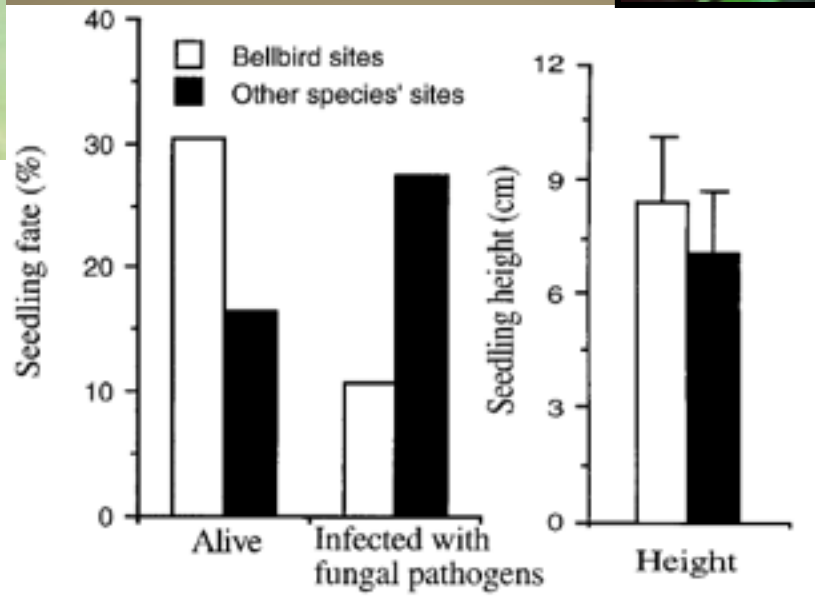 40
30
20
10
0
Seedling fate (%)
Bellbird sites
Other species' sites
Alive
Infected with
fungal pathogens
12
9
6
3
0
Seedling height (cm)
Height